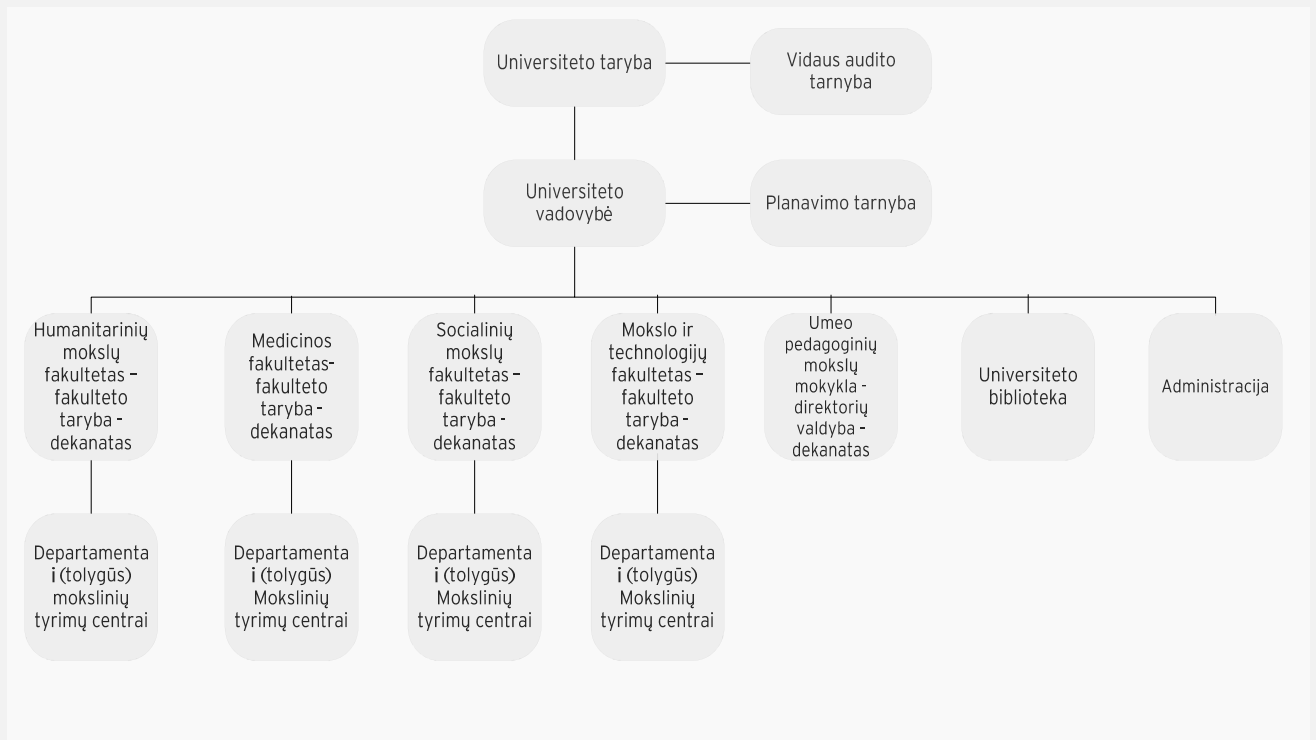 Universiteto taryba
Vidaus audito
tarnyba
Universiteto
vadovybė
Planavimo tarnyba
Humanitarinių
mokslų
fakultetas –
fakulteto
taryba -
dekanatas
Medicinos
fakultetas-
fakulteto
taryba -
dekanatas
Socialinių
mokslų
fakultetas –
fakulteto
taryba -
dekanatas
Mokslo ir
technologijų
fakultetas –
fakulteto
taryba -
dekanatas
Umeo
pedagoginių
mokslų
mokykla -
direktorių
valdyba -
dekanatas
Universiteto
biblioteka
Administracija
Departamenta
i (tolygūs)
mokslinių
tyrimų centrai
Departamenta
i (tolygūs)
Mokslinių
tyrimų centrai
Departamenta
i (tolygūs)
Mokslinių
tyrimų centrai
Departamenta
i (tolygūs)
Mokslinių
tyrimų centrai